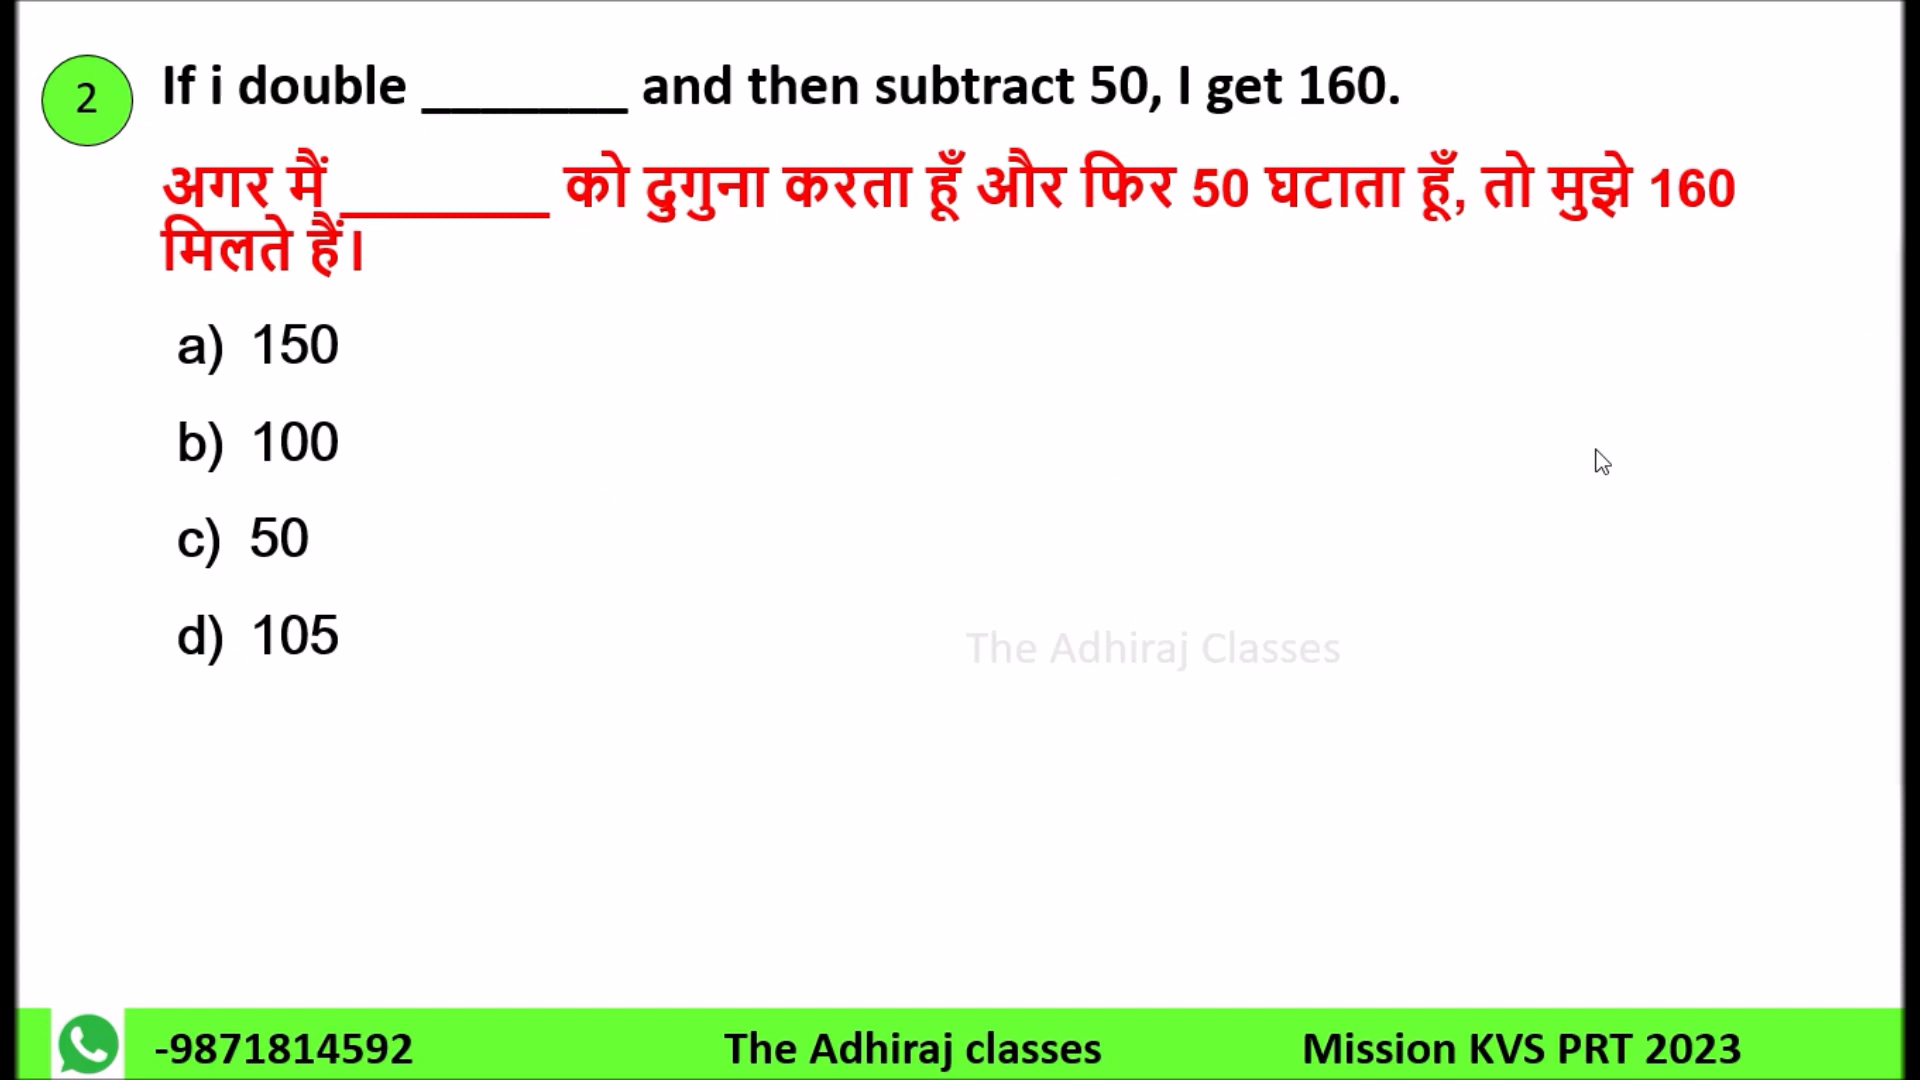 2
If i double _______ and then subtract 50, I get 160.
अगर मैं _______ को दुगुना करता हूँ और फिर 50 घटाता हूँ, तो मुझे 160
मिलते हैं।
a) 150
b) 100
c) 50
d) 105
The Adhiraj Classes
-9871814592 The Adhiraj classes Mission KVS PRT 2023